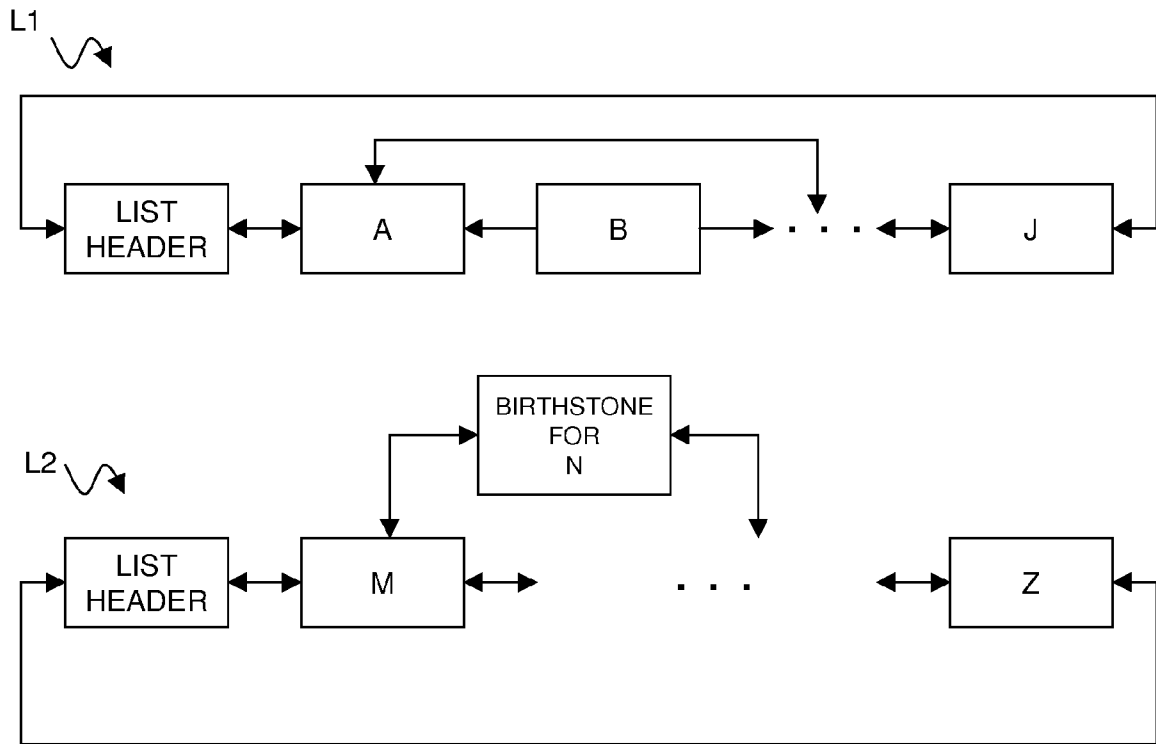 L1
LIST
HEADER
A
B
. . .
J
BIRTHSTONE
FOR
N
L2
LIST
HEADER
M
. . .
Z